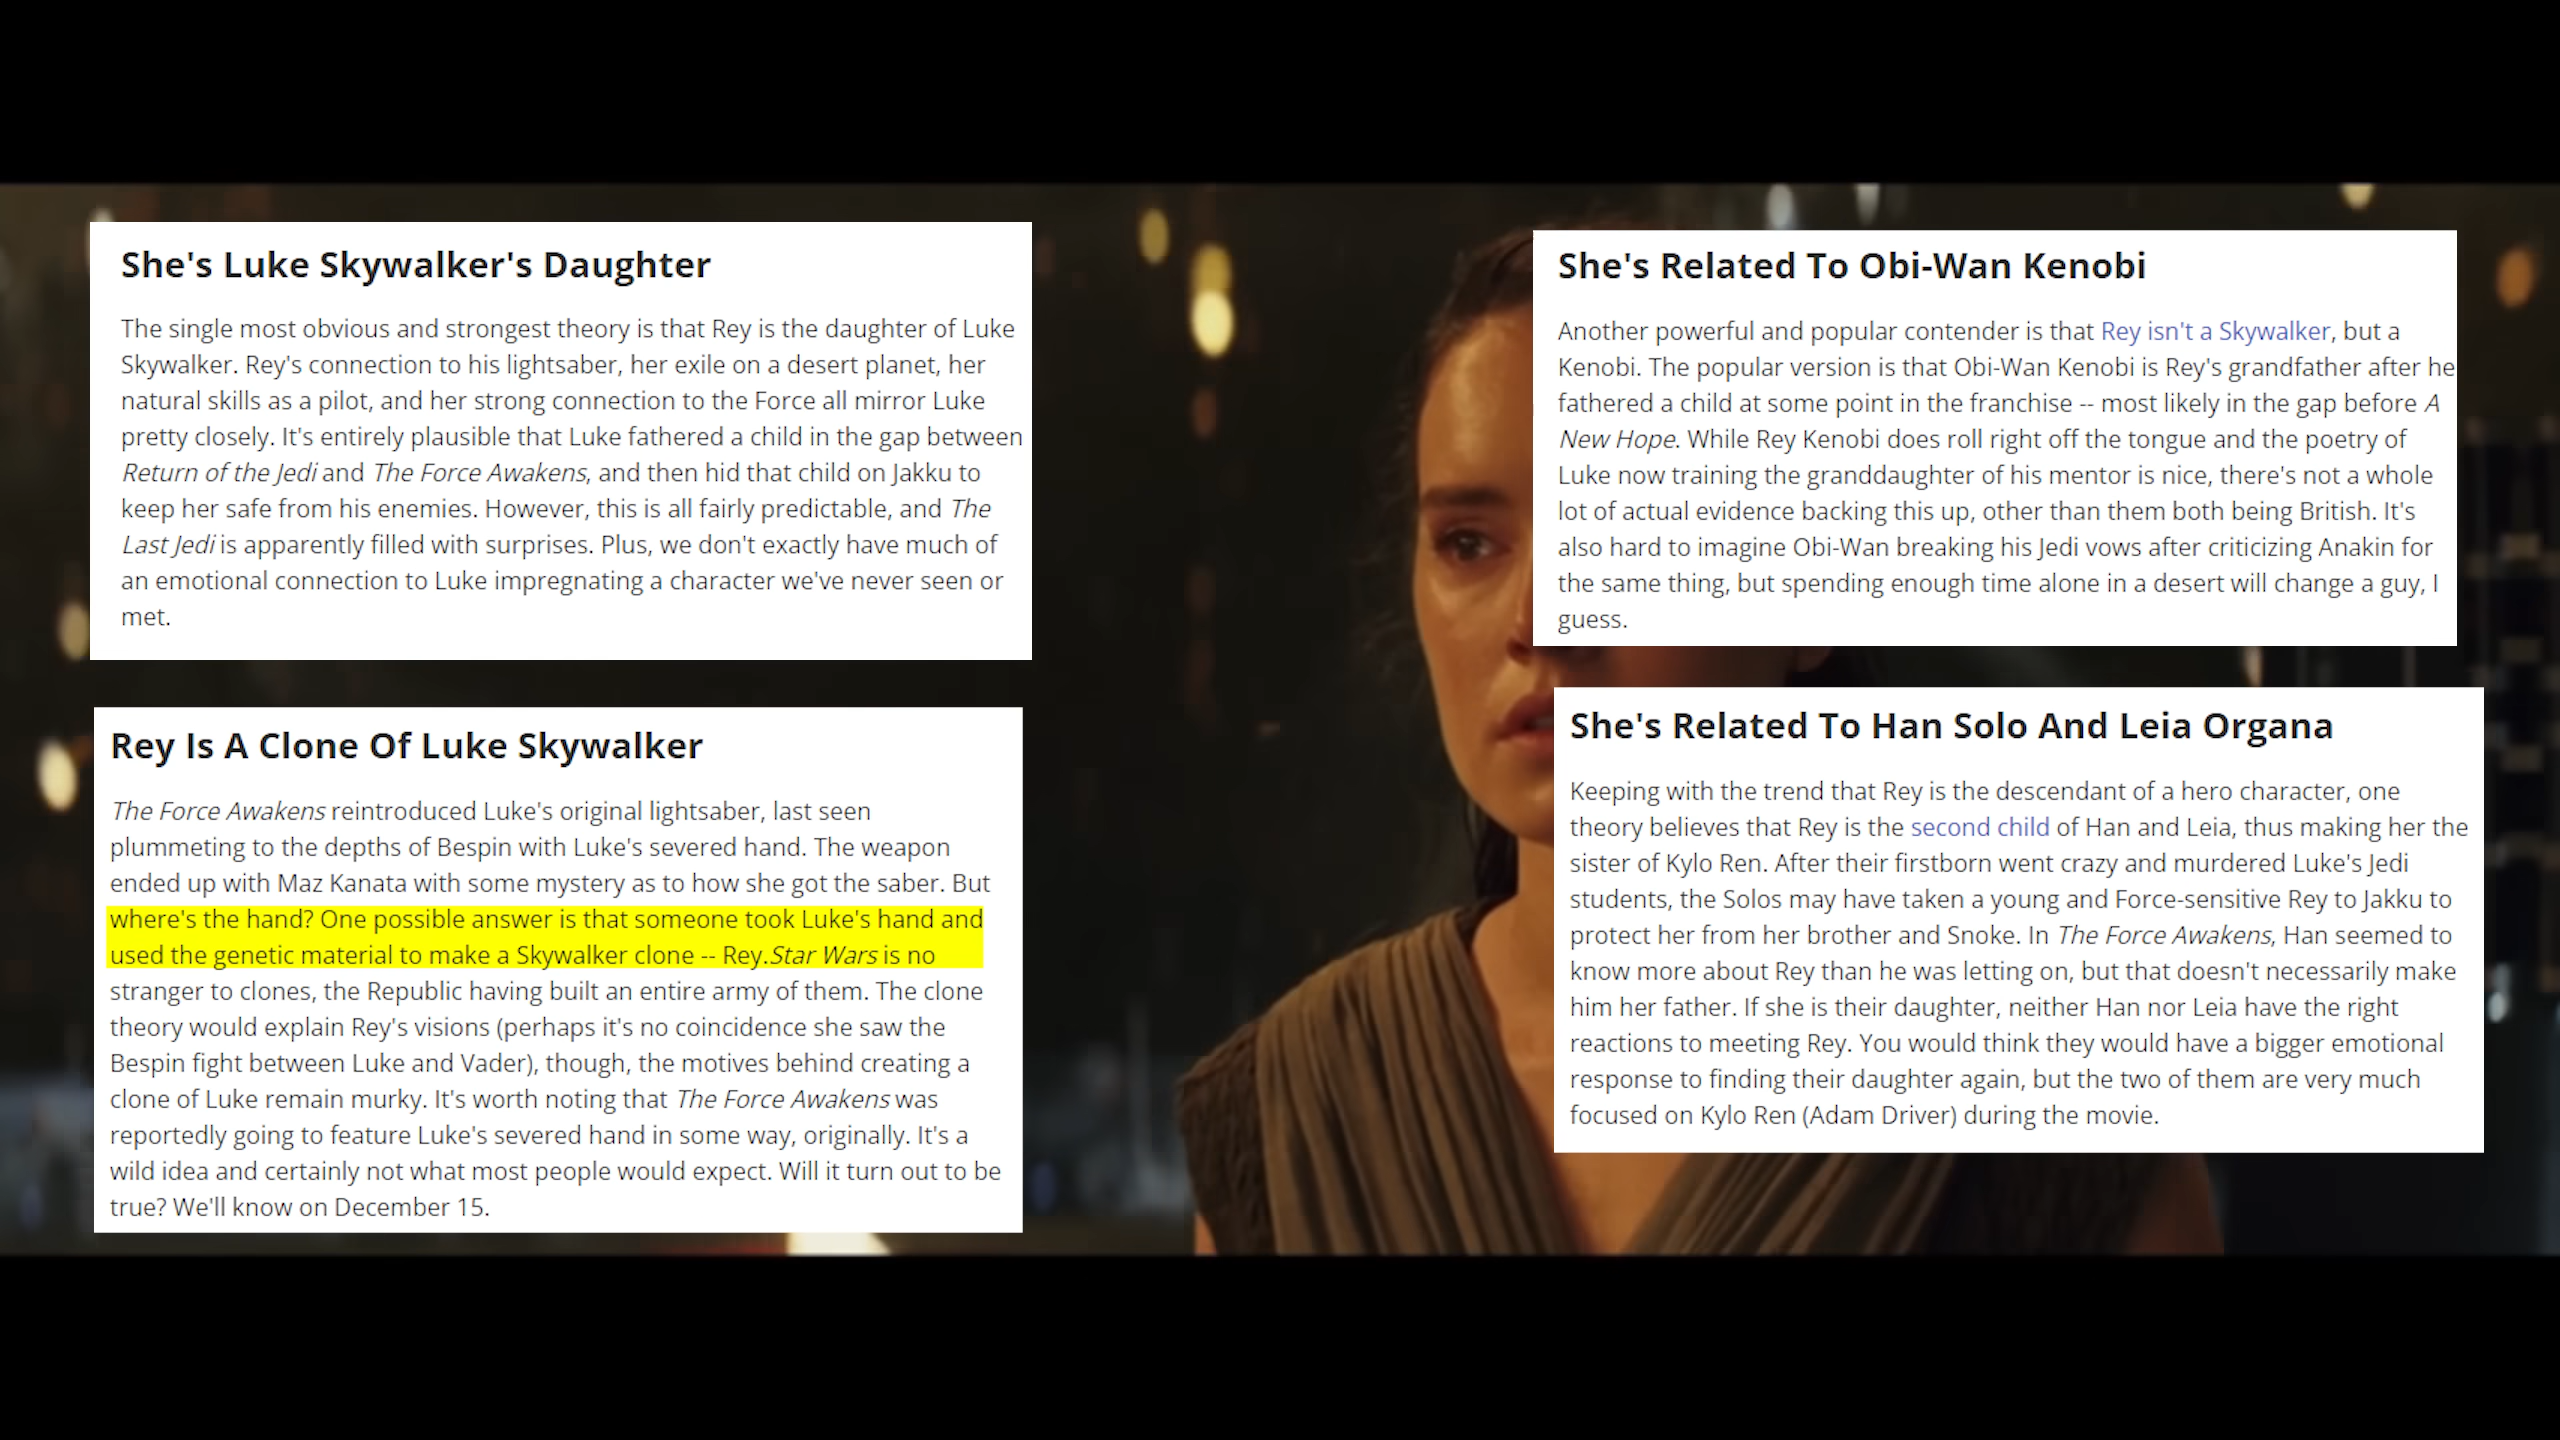 She's Luke Skywalker's Daughter
The single most obvious and strongest theory is that Rey is the daughter of Luke
Skywalker. Rey's connection to his lightsaber, her exile on a desert planet, her
natural skills as a pilot, and her strong connection to the Force all mirror Luke
pretty closely. It's entirely plausible that Luke fathered a child in the gap between
Return of the Jedi and The Force Awakens, and then hid that child on Jakku to
keep her safe from his enemies. However, this is all fairly predictable, and The
Last Jedi is apparently filled with surprises. Plus, we don't exactly have much of
an emotional connection to Luke impregnating a character we've never seen or
met.
Rey Is A Clone Of Luke Skywalker
The Force Awakens reintroduced Luke's original lightsaber, last seen
plummeting to the depths of Bespin with Luke's severed hand. The weapon
ended up with Maz Kanata with some mystery as to how she got the saber. But
where's the hand? One possible answer is that someone took Luke's hand and
used the genetic material to make a Skywalker clone -- Rey.Star Wars is no
stranger to clones, the Republic having built an entire army of them. The clone
theory would explain Rey's visions (perhaps it's no coincidence she saw the
Bespin fight between Luke and Vader), though, the motives behind creating a
clone of Luke remain murky. It's worth noting that The Force Awakens was
reportedly going to feature Luke's severed hand in some way, originally. It's a
wild idea and certainly not what most people would expect. Will it turn out to be
true? We'll know on December 15.
She's Related To Obi-Wan Kenobi
Another powerful and popular contender is that Rey isn't a Skywalker, but a
Kenobi. The popular version is that Obi-Wan Kenobi is Rey's grandfather after he
fathered a child at some point in the franchise -- most likely in the gap before A
New Hope. While Rey Kenobi does roll right off the tongue and the poetry of
Luke now training the granddaughter of his mentor is nice, there's not a whole
lot of actual evidence backing this up, other than them both being British. It's
also hard to imagine Obi-Wan breaking his Jedi vows after criticizing Anakin for
the same thing, but spending enough time alone in a desert will change a guy, I
guess.
She's Related To Han Solo And Leia Organa
Keeping with the trend that Rey is the descendant of a hero character, one
theory believes that Rey is the second child of Han and Leia, thus making her the
sister of Kylo Ren. After their firstborn went crazy and murdered Luke's Jedi
students, the Solos may have taken a young and Force-sensitive Rey to Jakku to
protect her from her brother and Snoke. In The Force Awakens, Han seemed to
know more about Rey than he was letting on, but that doesn't necessarily make
him her father. If she is their daughter, neither Han nor Leia have the right
reactions to meeting Rey. You would think they would have a bigger emotional
response to finding their daughter again, but the two of them are very much
focused on Kylo Ren (Adam Driver) during the movie.